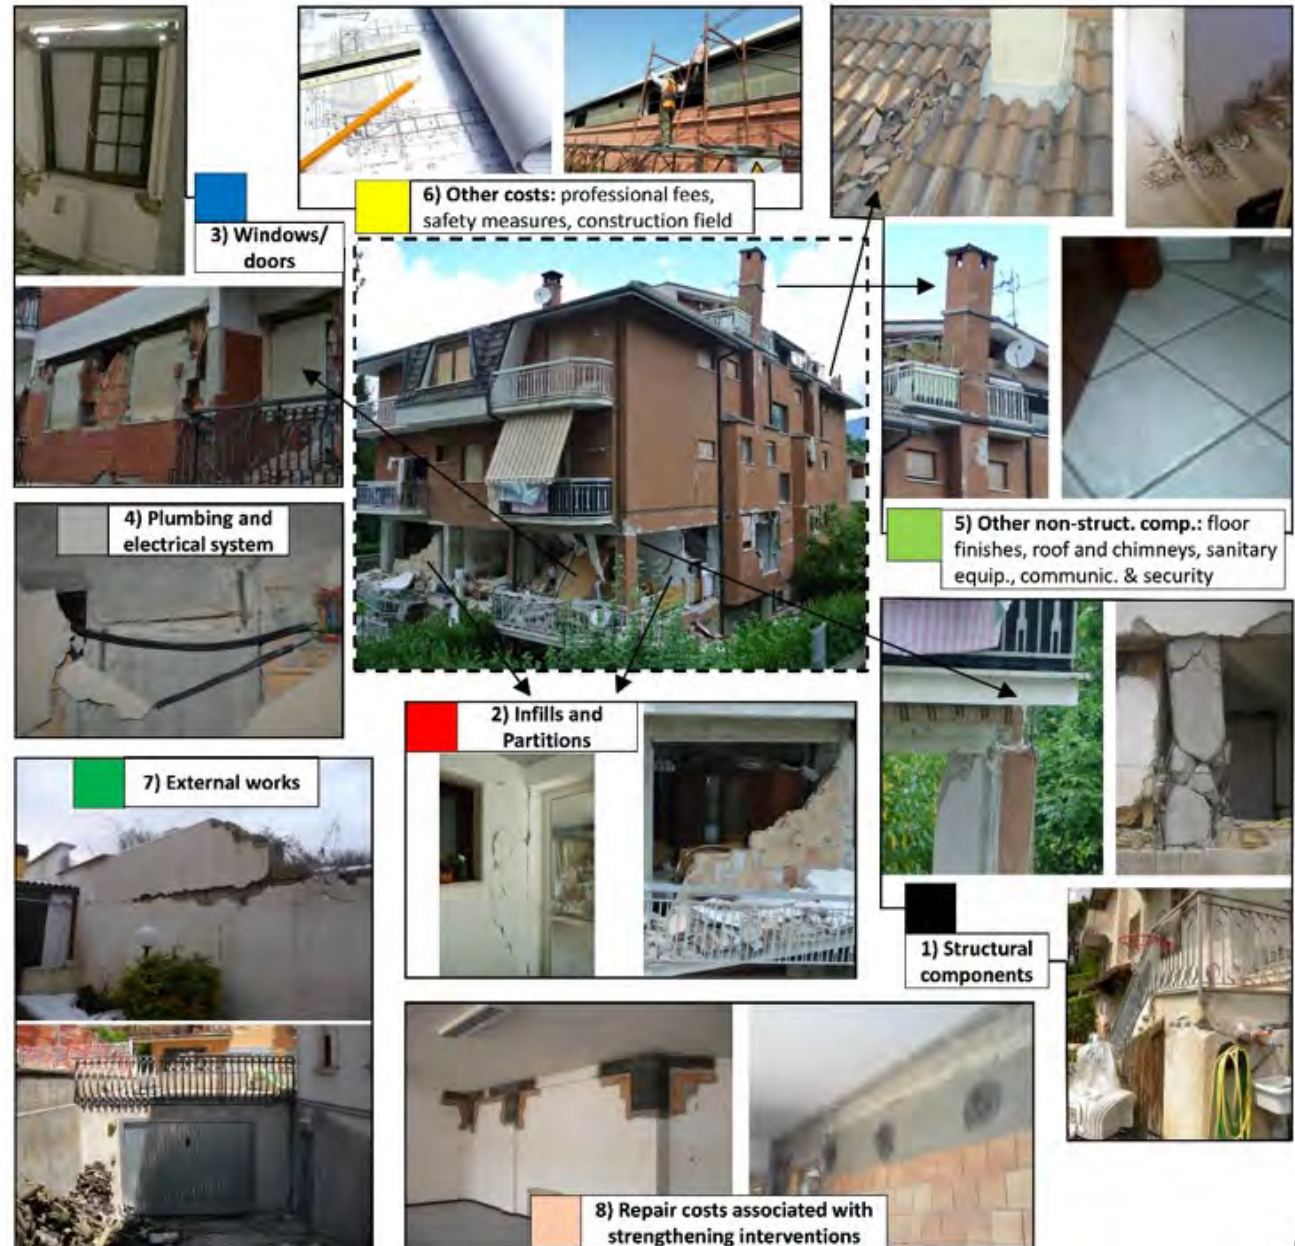 6) Other costs: professional fees,
safety measures, construction field
3) Windows/
doors
4) Plumbing and
electrical system
5) Other non-struct. comp.: floor
finishes, roof and chimneys, sanitary
equip., communic. & security
2) Infills and
Partitions
7) External works
1) Structural
components
8) Repair costs associated with
strengthening interventions